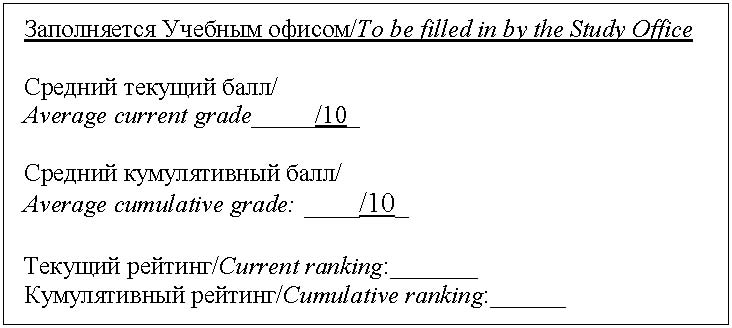 Заполняется Учебным офисом/To be filled in by the Study Office
Средний текущий балл/
Average current grade_____/10_
Средний кумулятивный балл/
Average cumulative grade: ____/10_
Текущий рейтинг/Current ranking:_______
Кумулятивный рейтинг/Cumulative ranking:______